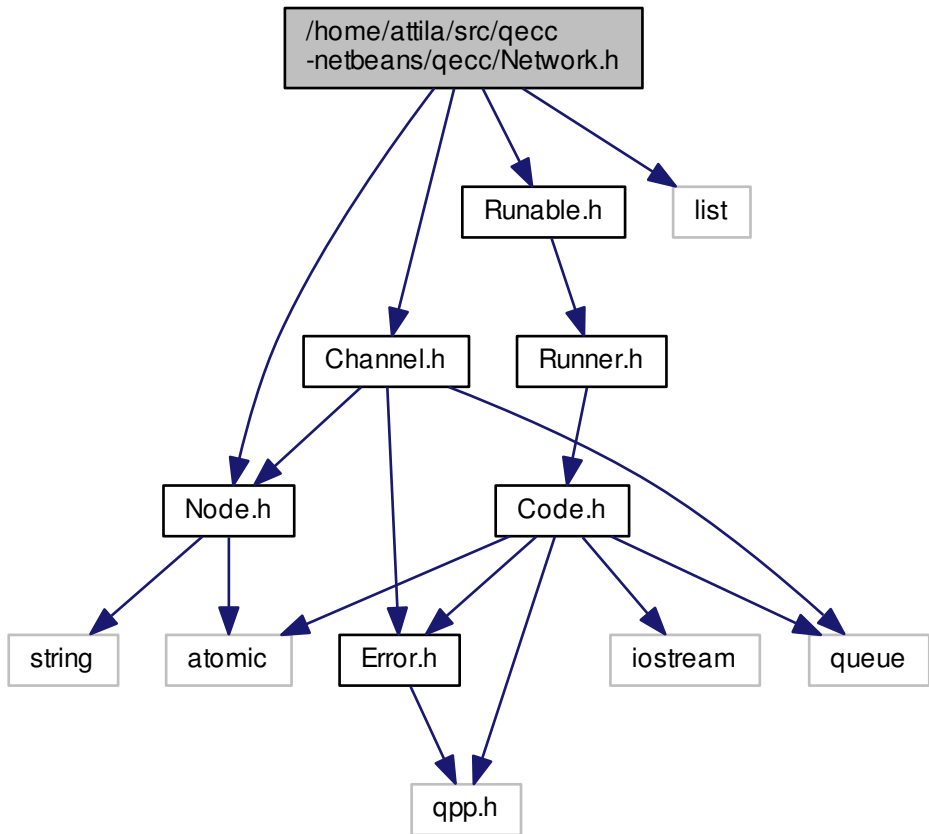 /home/attila/src/qecc
-netbeans/qecc/Network.h
Runable.h
list
Channel.h
Runner.h
Node.h
Code.h
string
atomic
Error.h
iostream
queue
qpp.h